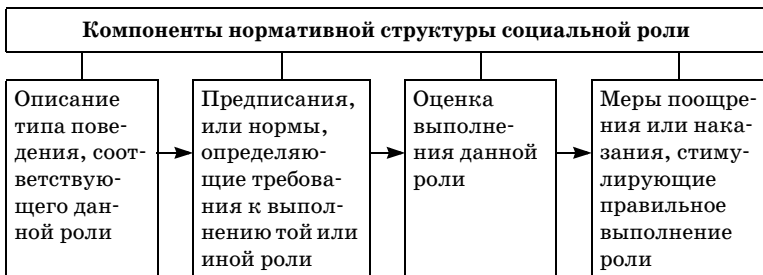 Компоненты нормативной структуры социальной роли
Описание
типа пове-
дения, соот-
ветствую-
щего дан-
ной роли
Предписания,
или нормы,
определяю-
щие требова-
ния к выпол-
нению той или
иной роли
Оценка
выполне-
ния данной
роли
Меры поощре-
ния или нака-
зания, стиму-
лирующие
правильное
выполнение
роли